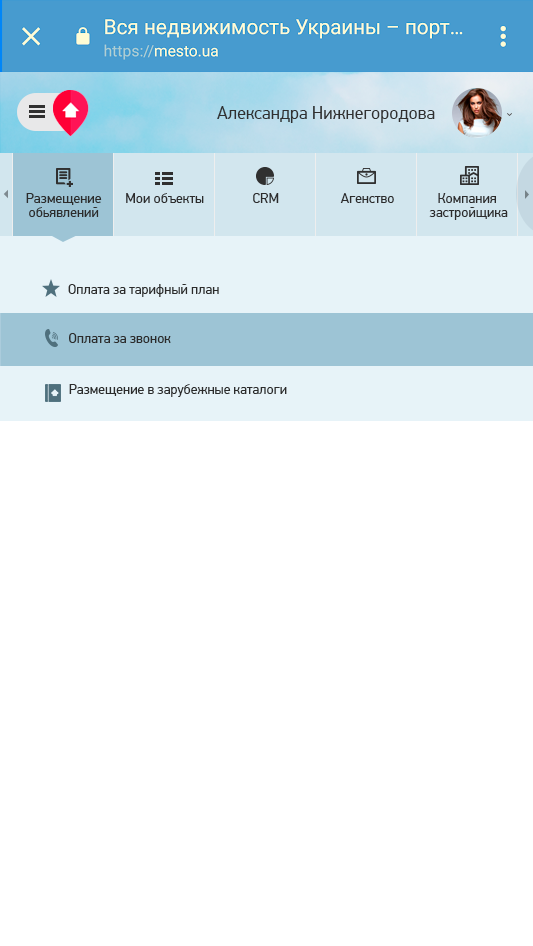 Вся недвижимость Украины – порт...
https://mesto.ua
Александра Нижнегородова
Размещение
обьявлений
Мои объекты
CRM
Агенство
Компания
застройщика
Оплата за тарифный план
Оплата за звонок
Размещение в зарубежные каталоги